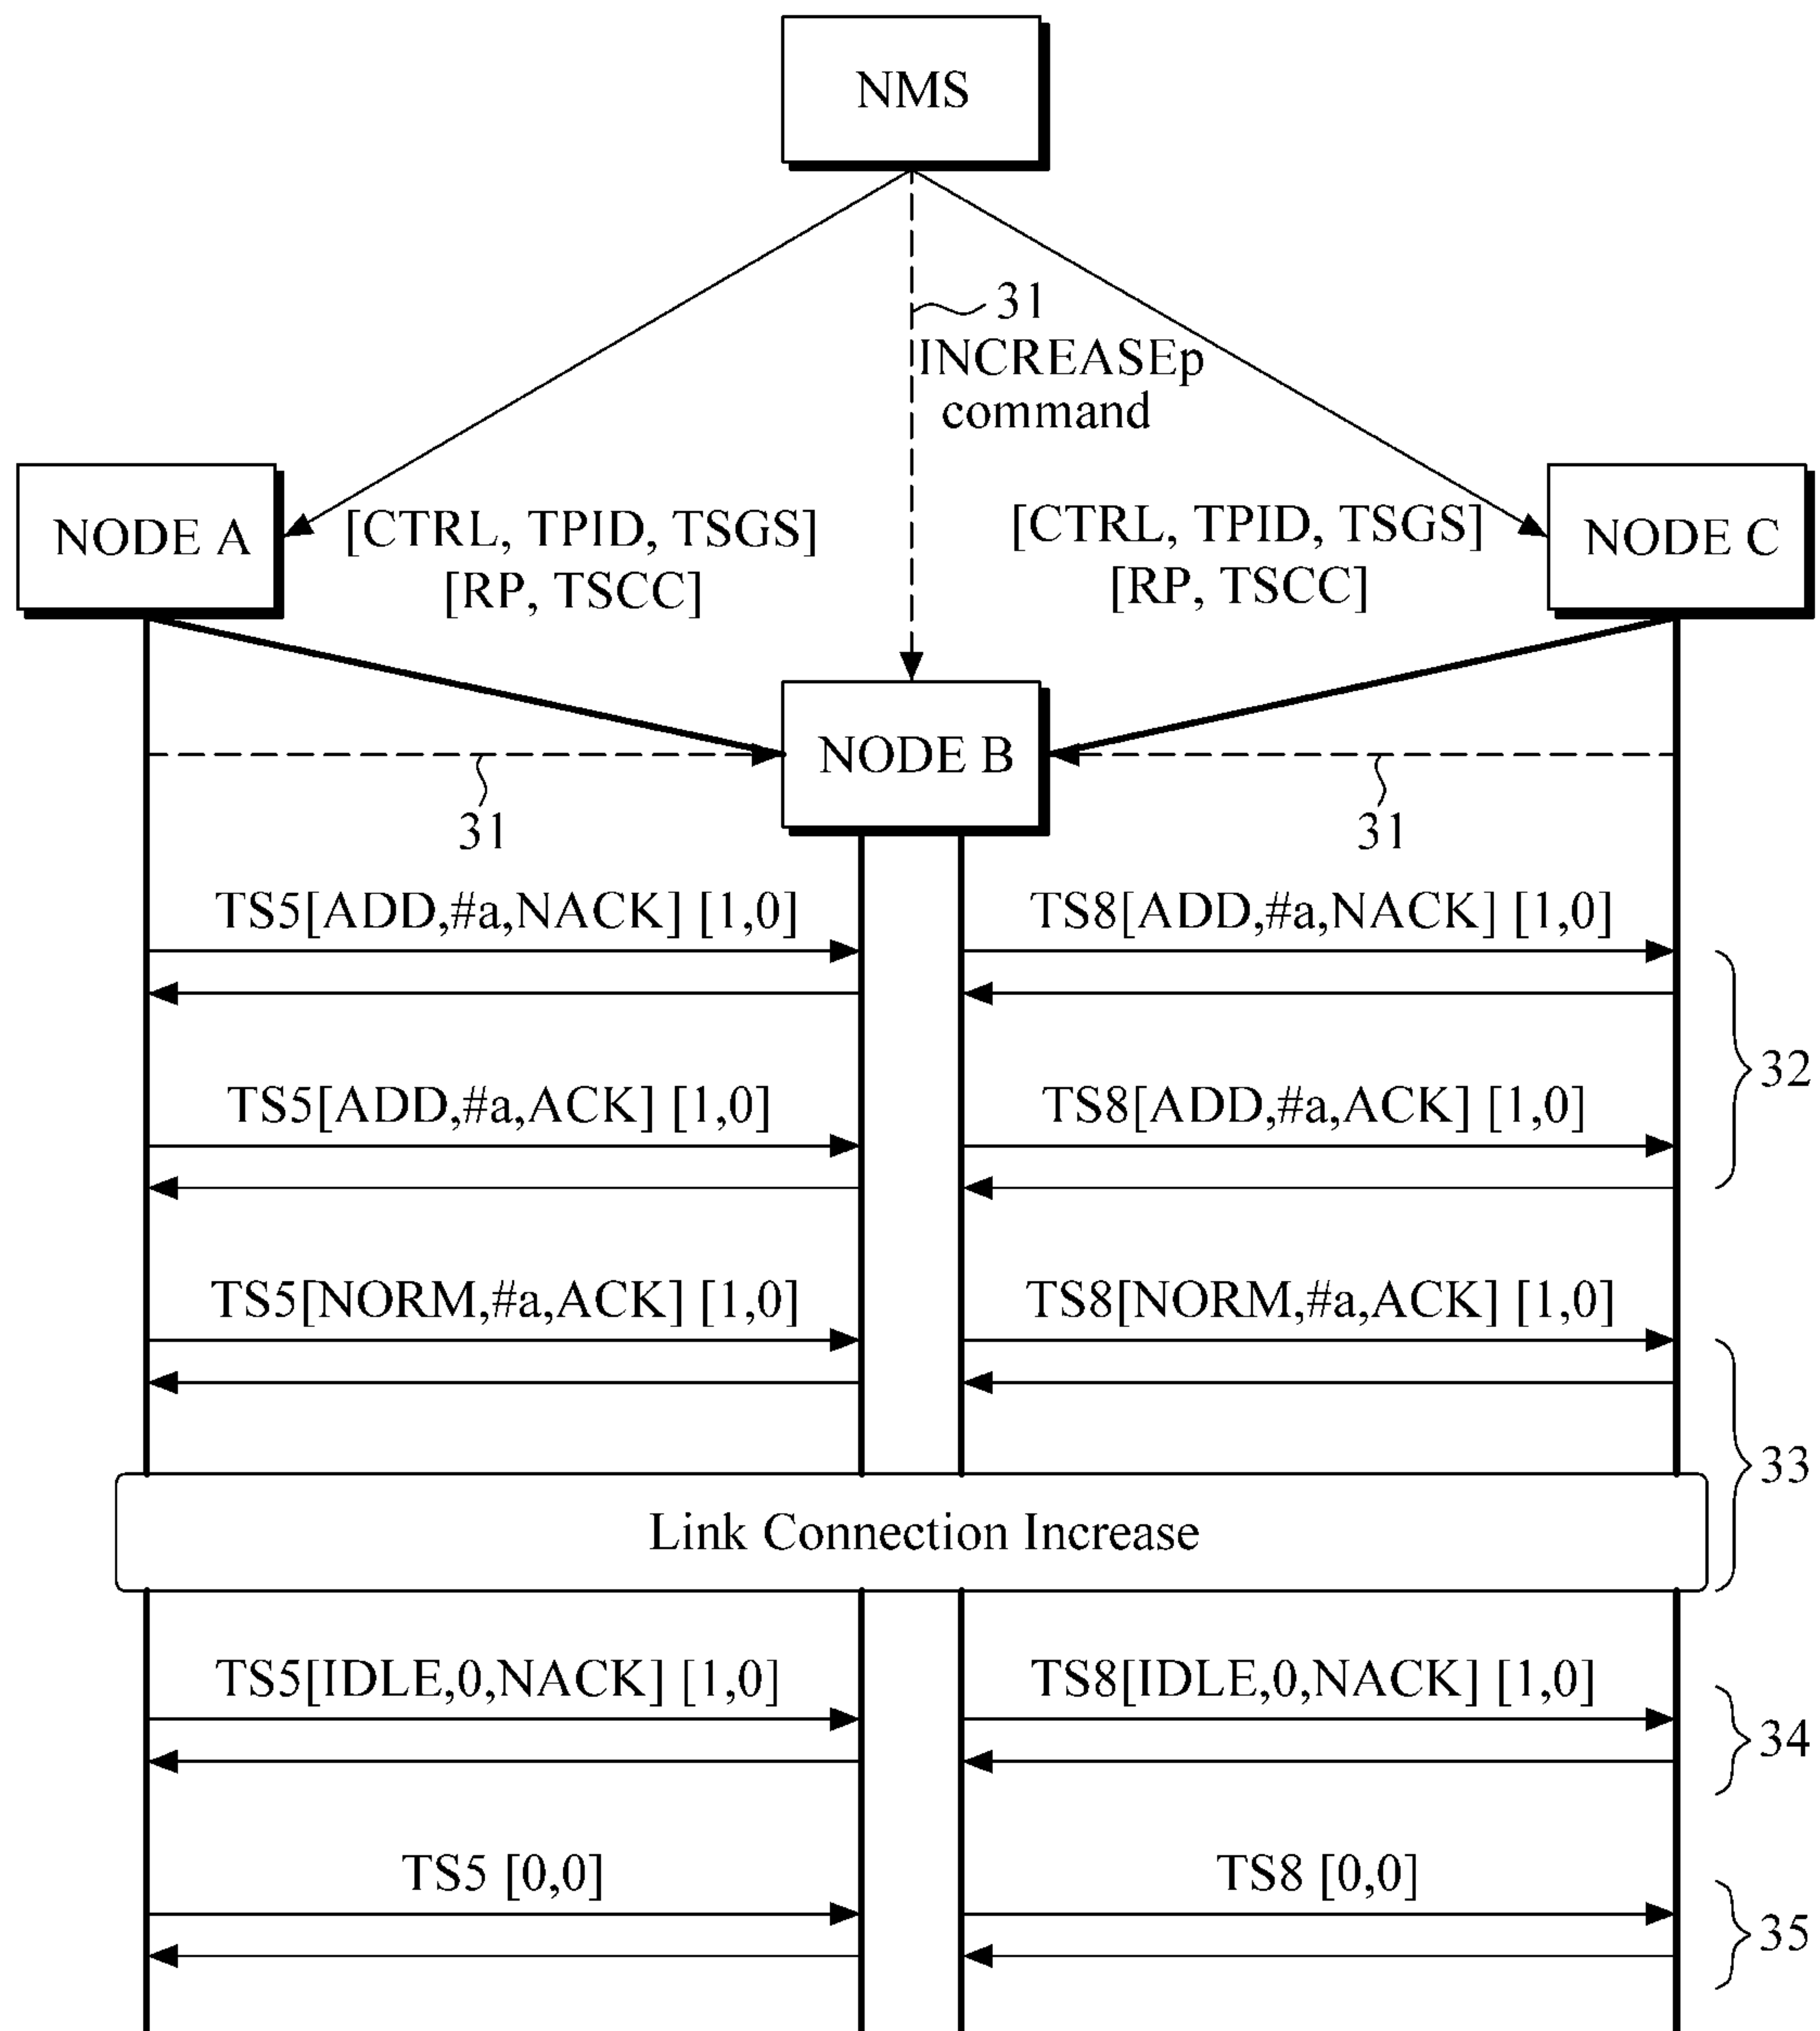 NMS
31
INCREASEp
command
NODE A
[CTRL, TPID, TSGS]
[RP, TSCC]
[CTRL, TPID, TSGS]
[RP, TSCC]
NODE C
NODE B
31
31
TS5[ADD,#a,NACK] [1,0]
TS8[ADD,#a,NACK] [1,0]
32
TS5[ADD,#a,ACK] [1,0]
TS8[ADD,#a,ACK] [1,0]
TS5[NORM,#a,ACK] [1,0]
TS8[NORM,#a,ACK] [1,0]
33
Link Connection Increase
TS5[IDLE,0,NACK] [1,0]
TS8[IDLE,0,NACK] [1,0]
34
TS5 [0,0]
TS8 [0,0]
35